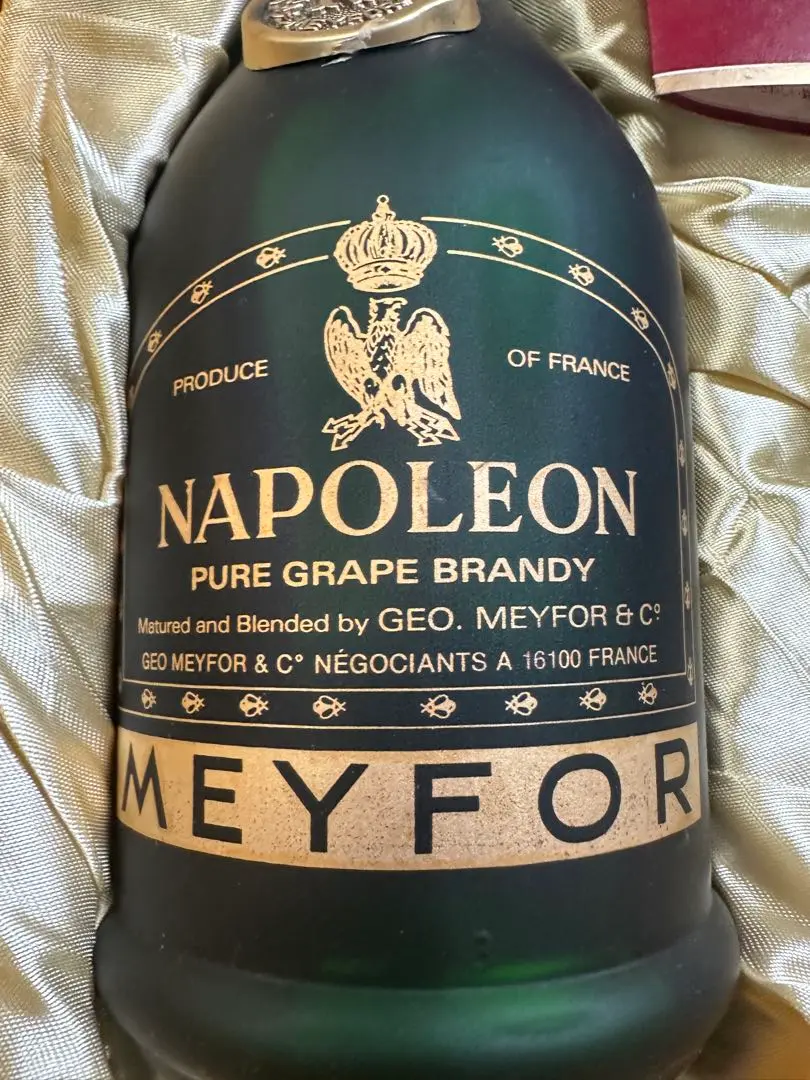 PRODUCE OF FRANCE
NAPOLEON
PURE GRAPE BRANDY
Matured and Blended by GEO. MEYFOR & Cº
GEO MEYFOR & C° NÉGOCIANTS A 16100 FRANCE
MEYFOR